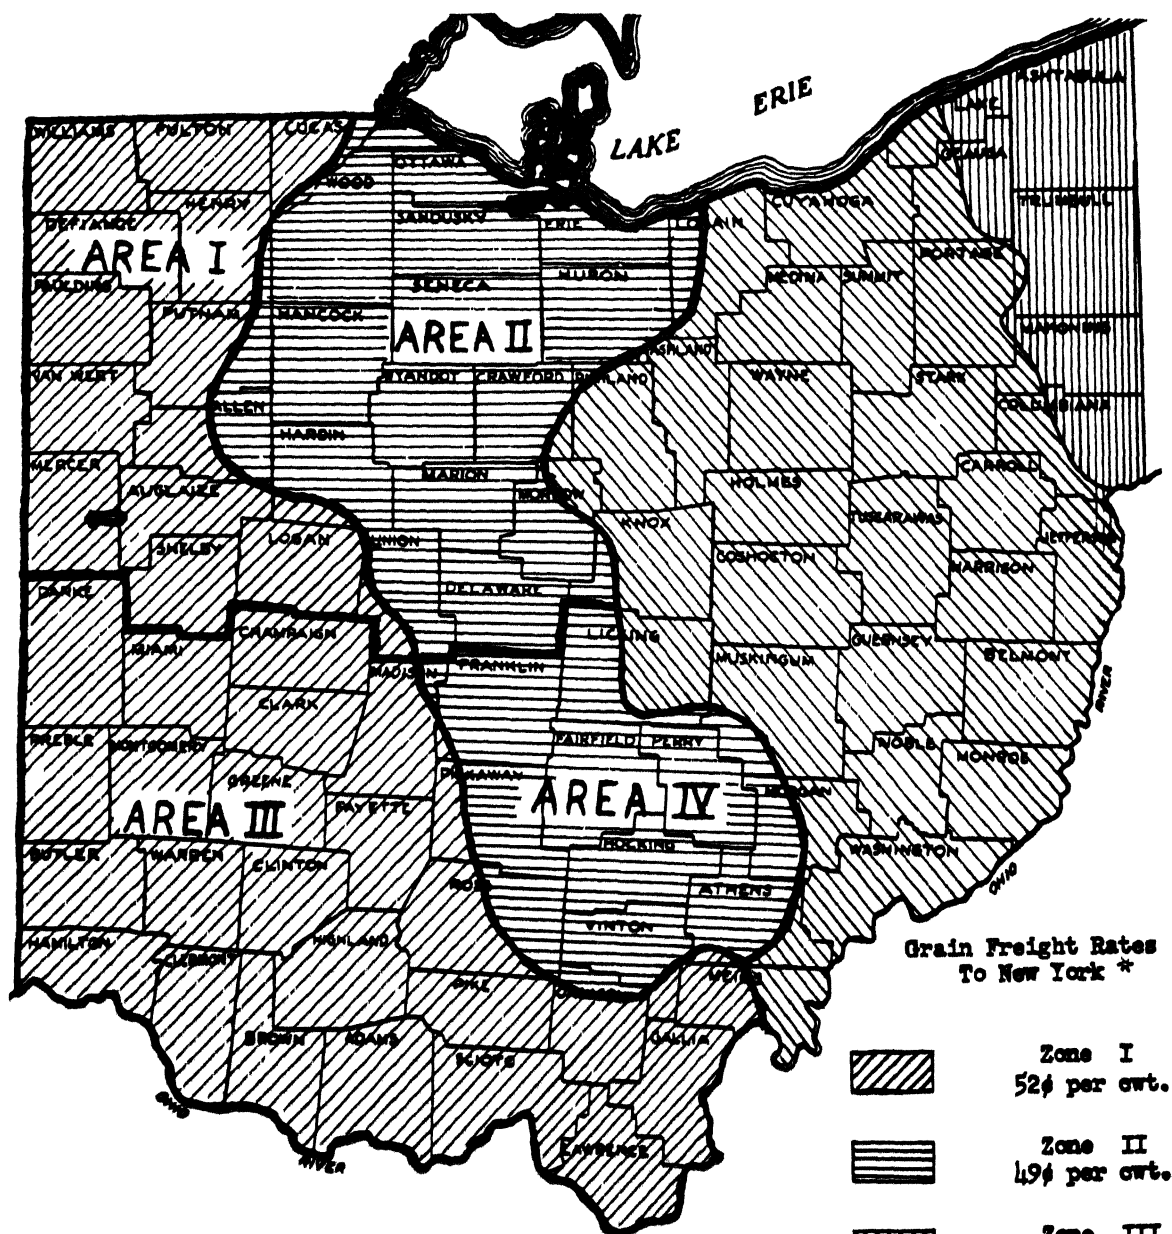 ERIE
LAKE
ASHTABULA
LAKE
GEAUGA
WILLIAMS
FULTON
LUCAS
OTTAWA
WOOD
HENRY
TRUMBULL
CUYAHOGA
SANDUSKY
ERIE
LORAIN
DEFIANCE
AREA I
PORTAGE
MEDINA
SUMMIT
HURON
SENECA
PAULDING
PUTNAM
HANCOCK
AREA II
MAHONING
ASHLAND
VAN WERT
WYANDOT
CRAWFORD
RICHLAND
WAYNE
STARK
ALLEN
COLUMBIANA
HARDIN
MERCER
MARION
CARROLL
HOLMES
AUGLAIZE
MORROW
KNOX
TUSCARAWAS
JEFFERSON
LOGAN
UNION
SHELBY
COSHOCTON
HARRISON
DARKE
DELAWARE
LICKING
CHAMPAIGN
GUERNSEY
MIAMI
BELMONT
MUSKINGUM
FRANKLIN
MADISON
RIVER
CLARK
PREBLE
MONTGOMERY
FAIRFIELD
PERRY
NOBLE
MONROE
GREENE
PICKAWAY
AREA IV
MORGAN
FAYETTE
AREA III
HOCKING
BUTLER
WARREN
CLINTON
WASHINGTON
ROSS
ATHENS
OHIO
VINTON
HAMILTON
HIGHLAND
CLERMONT
Grain Freight Rates
To New York *
PIKE
MEIGS
BROWN
ADAMS
GALLIA
SCIOTO
Zone I
52¢ per cwt.
OHIO
RIVER
LAWRENCE
Zone II
49¢ per cwt.
Zone III